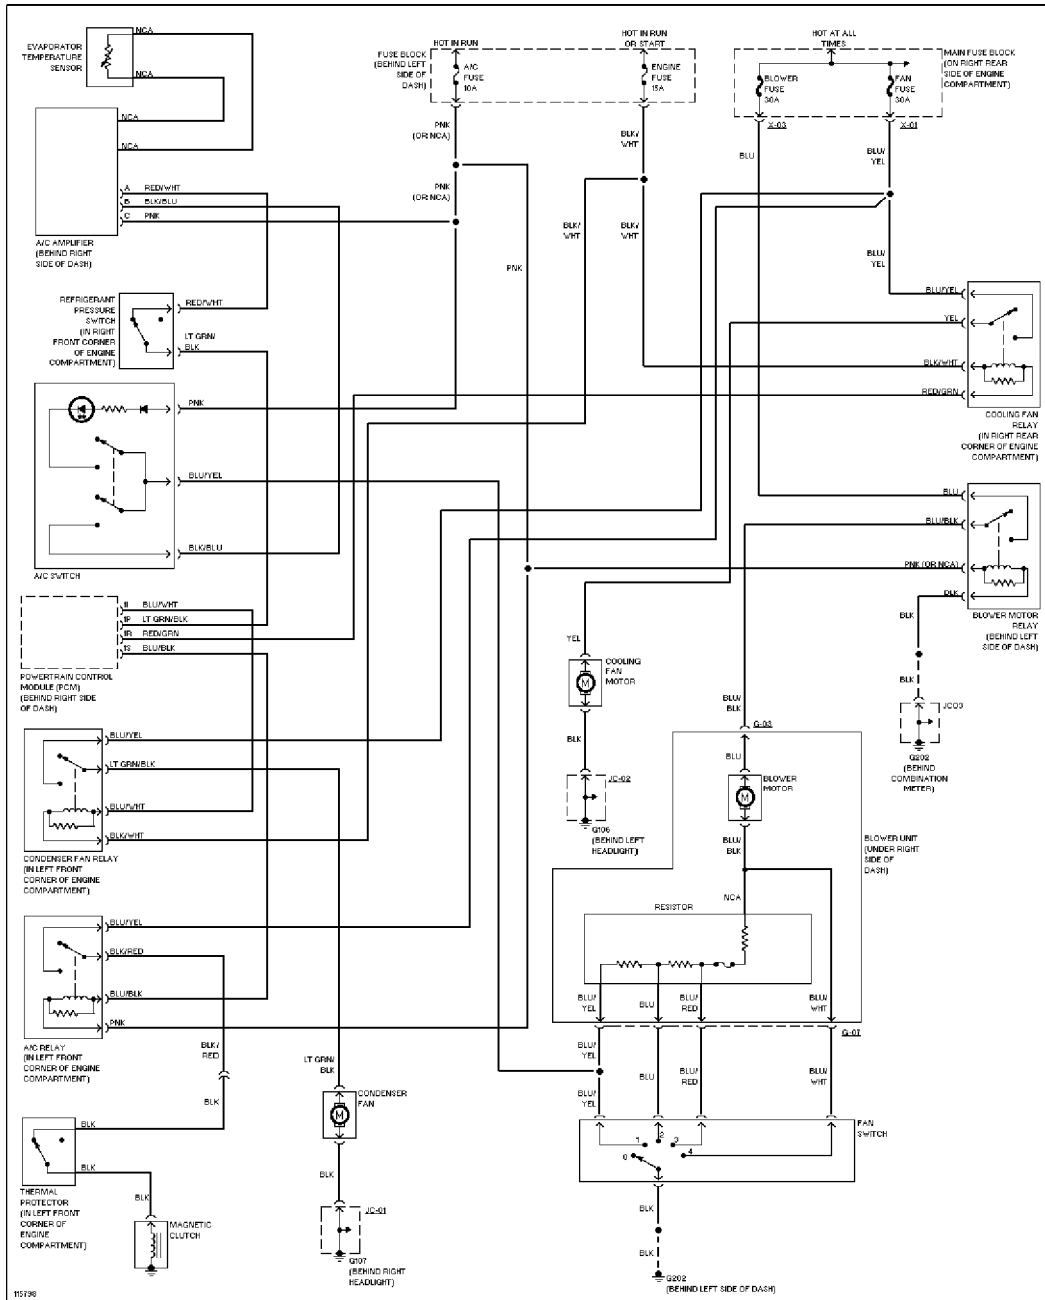 NCA
EVAPORATOR
TEMPERATURE
SENSOR
NCA
NCA
NCA
A RED/WHT
B BLK/BLU
C PNK
A/C AMPLIFIER
(BEHIND RIGHT
SIDE OF DASH)
HOT IN RUN
HOT IN RUN
OR START
FUSE BLOCK
(BEHIND LEFT
SIDE OF
DASH)
A/C
FUSE
10A
ENGINE
FUSE
15A
HOT AT ALL
TIMES
BLOWER
FUSE
30A
FAN
FUSE
30A
MAIN FUSE BLOCK
(ON RIGHT REAR
SIDE OF ENGINE
COMPARTMENT)
X-03
X-01
PNK
(OR NCA)
BLK/
WHT
BLU
BLU/
YEL
PNK
(OR NCA)
BLK/
WHT
BLK/
WHT
BLU/
YEL
PNK
REFRIGERANT
PRESSURE
SWITCH
(IN RIGHT
FRONT CORNER
OF ENGINE
COMPARTMENT)
RED/WHT
LT GRN/
BLK
BLU/YEL
YEL
BLK/WHT
RED/GRN
COOLING FAN
RELAY
(IN RIGHT REAR
CORNER OF ENGINE
COMPARTMENT)
PNK
BLU/YEL
BLK/BLU
A/C SWITCH
BLU
BLU/BLK
PNK (OR NCA)
BLK
BLOWER MOTOR
RELAY
(BEHIND LEFT
SIDE OF DASH)
1I BLU/WHT
1P LT GRN/BLK
1R RED/GRN
1S BLU/BLK
POWERTRAIN CONTROL
MODULE (PCM)
(BEHIND RIGHT SIDE
OF DASH)
YEL
COOLING
FAN
MOTOR
M
BLK
JC-02
G106
(BEHIND LEFT
HEADLIGHT)
BLK
BLK
JC-03
G202
(BEHIND
COMBINATION
METER)
BLU/
BLK
G-03
BLU
BLOWER
MOTOR
M
BLU/
BLK
BLOWER UNIT
(UNDER RIGHT
SIDE OF
DASH)
NCA
RESISTOR
BLU/YEL
LT GRN/BLK
BLU/WHT
BLK/WHT
CONDENSER FAN RELAY
(IN LEFT FRONT
CORNER OF ENGINE
COMPARTMENT)
BLU/YEL
BLK/RED
BLU/BLK
PNK
A/C RELAY
(IN LEFT FRONT
CORNER OF ENGINE
COMPARTMENT)
BLU/
YEL
BLU
BLU/
RED
BLU/
WHT
G-07
BLU/
YEL
BLU
BLU/
RED
BLU/
WHT
BLU/
YEL
BLK/
RED
BLK
LT GRN/
BLK
CONDENSER
FAN
M
FAN
SWITCH
0 1 2 3 4
BLK
BLK
THERMAL
PROTECTOR
(IN LEFT FRONT
CORNER OF
ENGINE
COMPARTMENT)
BLK
MAGNETIC
CLUTCH
BLK
JC-01
G107
(BEHIND RIGHT
HEADLIGHT)
BLK
BLK
G202
(BEHIND LEFT SIDE OF DASH)
115798